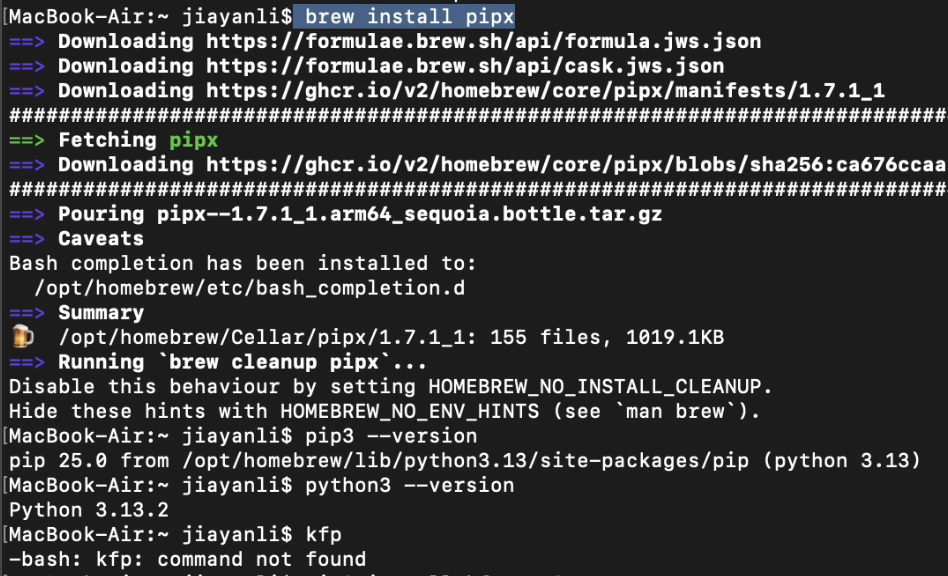 [MacBook-Air:~ jiayanli$ brew install pipx
==> Downloading https://formulae.brew.sh/api/formula.jws.json
==> Downloading https://formulae.brew.sh/api/cask.jws.json
==> Downloading https://ghcr.io/v2/homebrew/core/pipx/manifests/1.7.1_1
############################################################################
==> Fetching pipx
==> Downloading https://ghcr.io/v2/homebrew/core/pipx/blobs/sha256:ca676ccaa
############################################################################
==> Pouring pipx--1.7.1_1.arm64_sequoia.bottle.tar.gz
==> Caveats
Bash completion has been installed to:
  /opt/homebrew/etc/bash_completion.d
==> Summary
🍺  /opt/homebrew/Cellar/pipx/1.7.1_1: 155 files, 1019.1KB
==> Running `brew cleanup pipx`...
Disable this behaviour by setting HOMEBREW_NO_INSTALL_CLEANUP.
Hide these hints with HOMEBREW_NO_ENV_HINTS (see `man brew`).
[MacBook-Air:~ jiayanli$ pip3 --version
pip 25.0 from /opt/homebrew/lib/python3.13/site-packages/pip (python 3.13)
[MacBook-Air:~ jiayanli$ python3 --version
Python 3.13.2
[MacBook-Air:~ jiayanli$ kfp
-bash: kfp: command not found